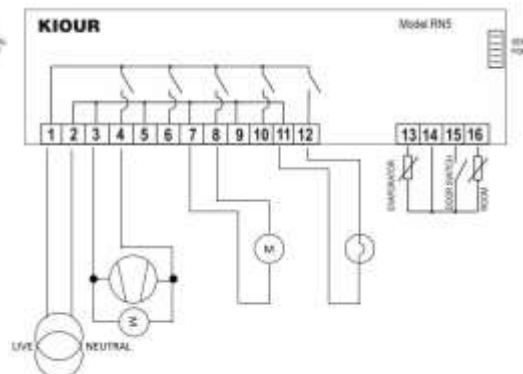 KIOUR
Model.RN5
1 2 3 4 5 6 7 8 9 10 11 12
13 14 15 16
EVAPORATOR
DOOR SWITCH
ROOM
M
M
LIVE
NEUTRAL